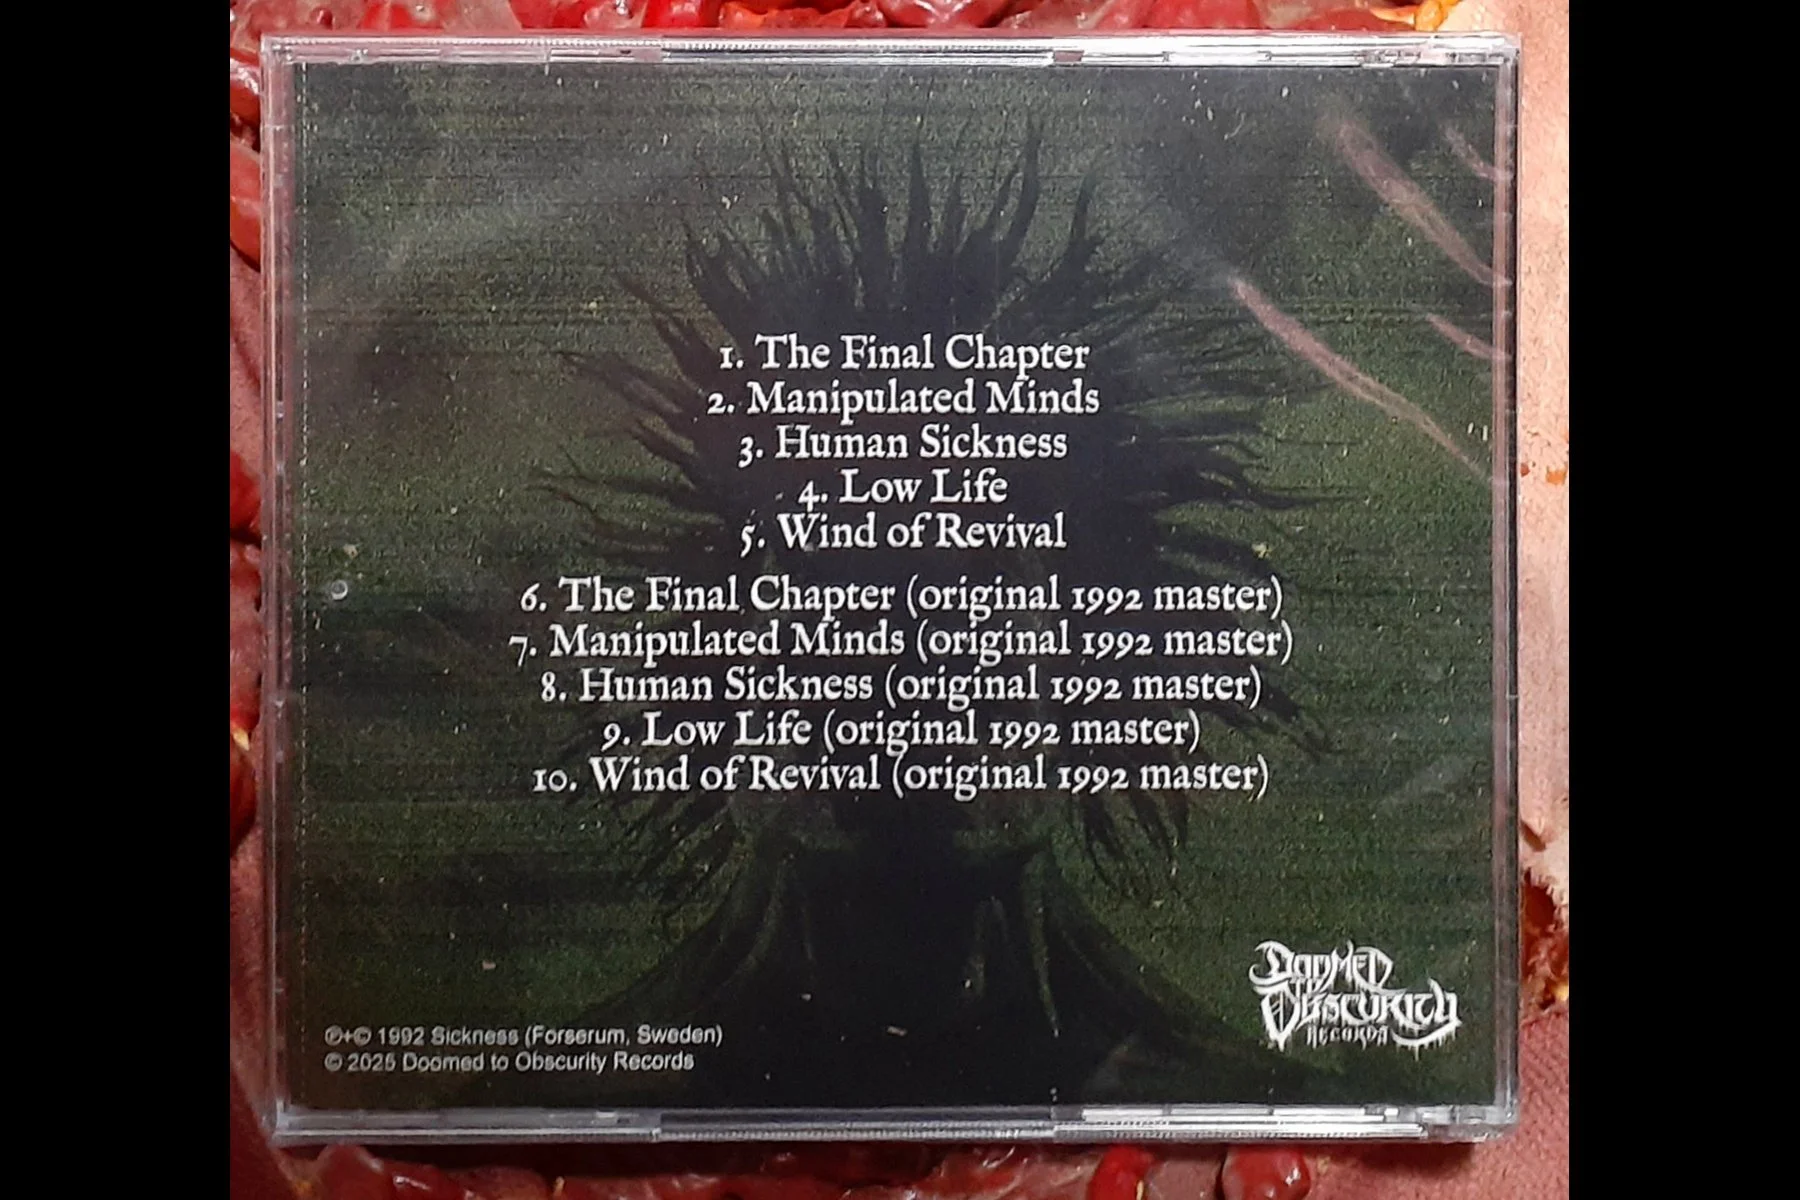 1. The Final Chapter
2. Manipulated Minds
3. Human Sickness
4. Low Life
5. Wind of Revival
6. The Final Chapter (original 1992 master)
7. Manipulated Minds (original 1992 master)
8. Human Sickness (original 1992 master)
9. Low Life (original 1992 master)
10. Wind of Revival (original 1992 master)
℗+© 1992 Sickness (Forserum, Sweden)
© 2025 Doomed to Obscurity Records
Doomed
to
Obscurity
Records